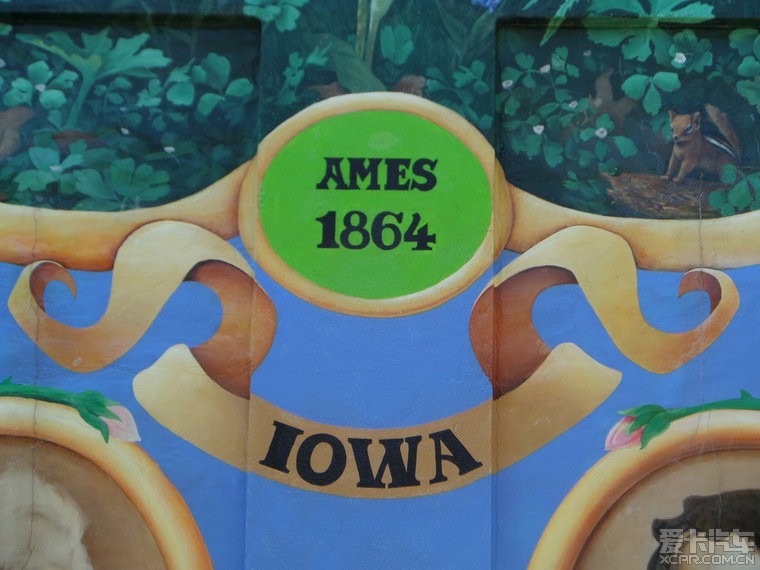 AMES
1864
IOWA
爱卡汽车
XCAR.COM.CN